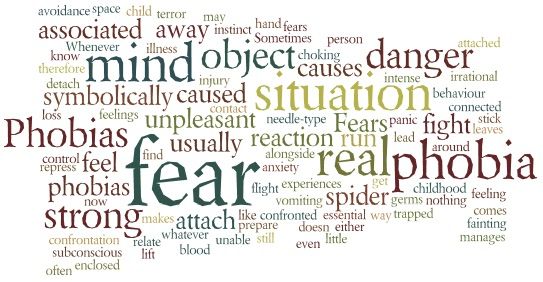 avoidance space child terror may
associated away instinct hand fears
Whenever Sometimes person
know illness mind object choking danger attached
therefore causes intense irrational
detach injury
symbolically caused situation behaviour
loss feelings contact connected
Phobias unpleasant needle-type Fears panic fight stick
control find usually reaction run lead leaves
repress feel fear alongside real phobia around
anxiety
phobias flight experiences spider get childhood
now vomiting germs nothing feeling
strong makes attach like confronted essential way trapped comes
confrontation prepare doesn either fainting
subconscious relate whatever unable still even little manages
often enclosed lift blood